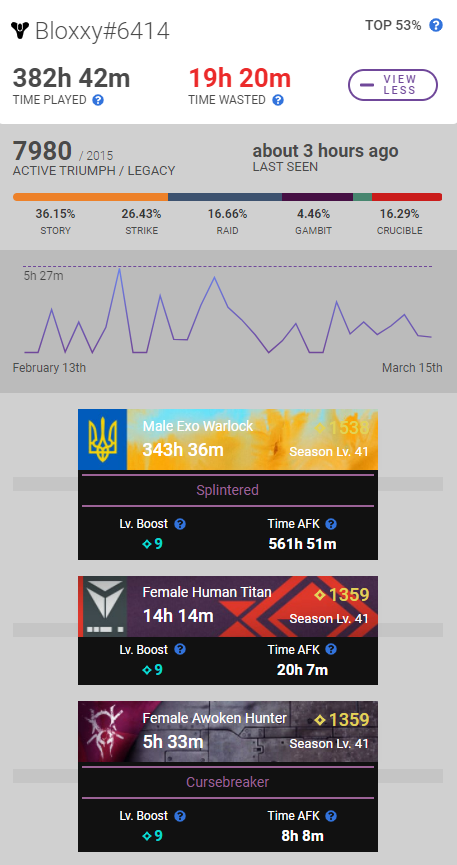 Bloxxy#6414
TOP 53% ?
382h 42m
TIME PLAYED ?
19h 20m
TIME WASTED ?
VIEW
LESS
7980 / 2015
ACTIVE TRIUMPH / LEGACY
about 3 hours ago
LAST SEEN
36.15% 26.43% 16.66% 4.46% 16.29%
STORY STRIKE RAID GAMBIT CRUCIBLE
5h 27m
February 13th March 15th
Male Exo Warlock 1538
343h 36m Season Lv. 41
Splintered
Lv. Boost ? Time AFK ?
9 561h 51m
Female Human Titan 1359
14h 14m Season Lv. 41
Lv. Boost ? Time AFK ?
9 20h 7m
Female Awoken Hunter 1359
5h 33m Season Lv. 41
Cursebreaker
Lv. Boost ? Time AFK ?
9 8h 8m